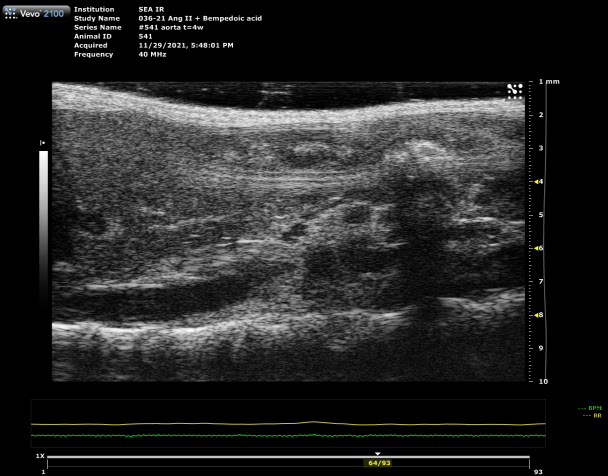 Vevo 2100
Institution SEA IR
Study Name 036-21 Ang II + Bempedoic acid
Series Name #541 aorta t=4w
Animal ID 541
Acquired 11/29/2021, 5:48:01 PM
Frequency 40 MHz
1 mm
2
3
4
5
6
7
8
9
10
BPM
RR
1X
64/93
1
93